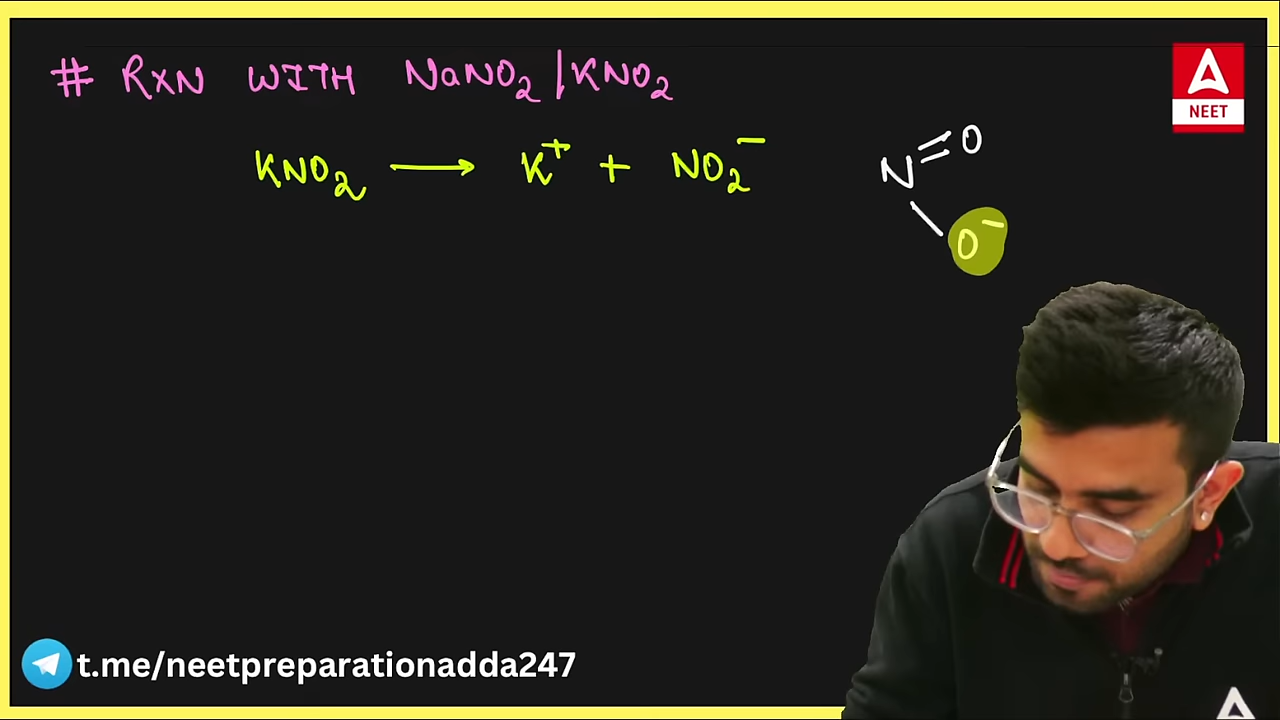 # RXN WITH NaNO2 | KNO2
NEET
KNO2 ⟶ K⁺ + NO2⁻
N=O
O⁻
t.me/neetpreparationadda247